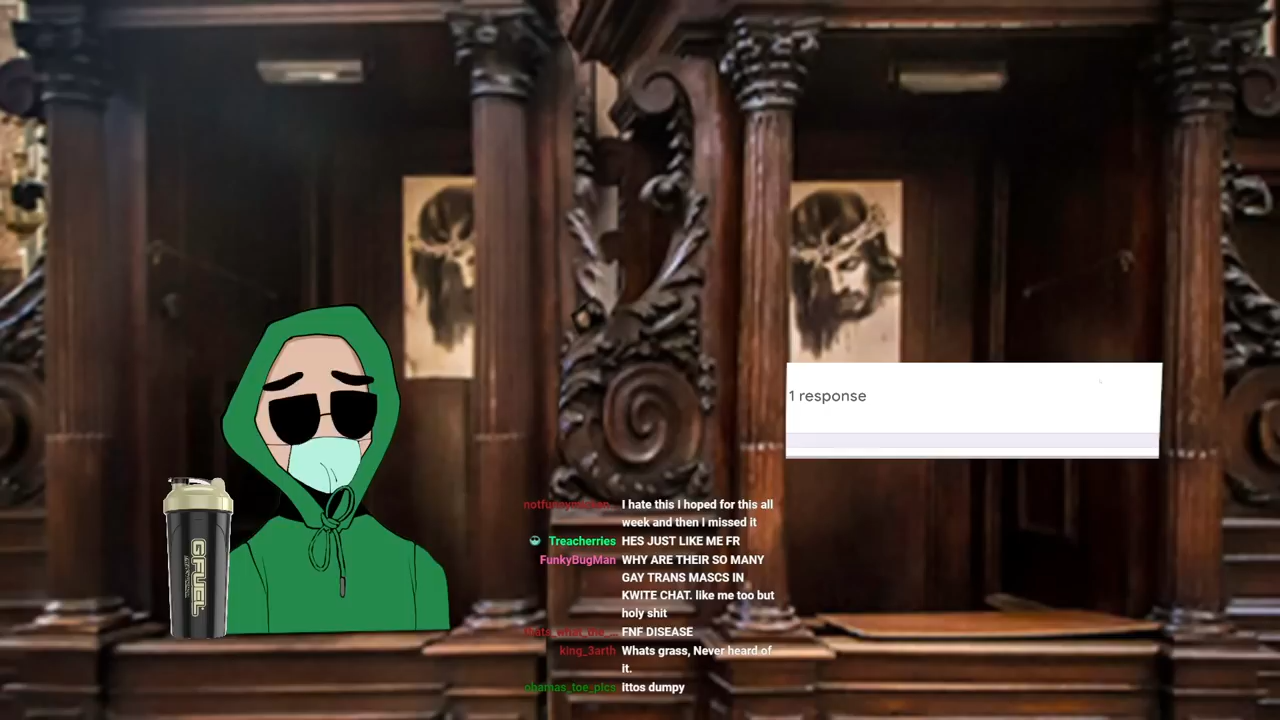 1 response
I hate this I hoped for this all
week and then I missed it
Treacherries HES JUST LIKE ME FR
FunkyBugMan WHY ARE THEIR SO MANY
GAY TRANS MASCS IN
KWITE CHAT. like me too but
holy shit
FNF DISEASE
king_3arth Whats grass, Never heard of
it.
obamas_toe_pics ittos dumpy
GFUEL